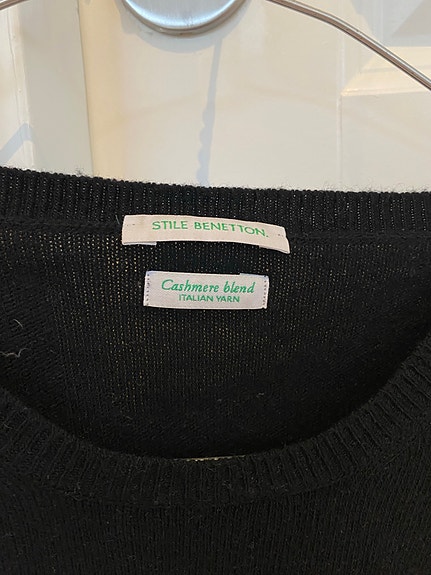 STILE BENETTON.
Cashmere blend
ITALIAN YARN